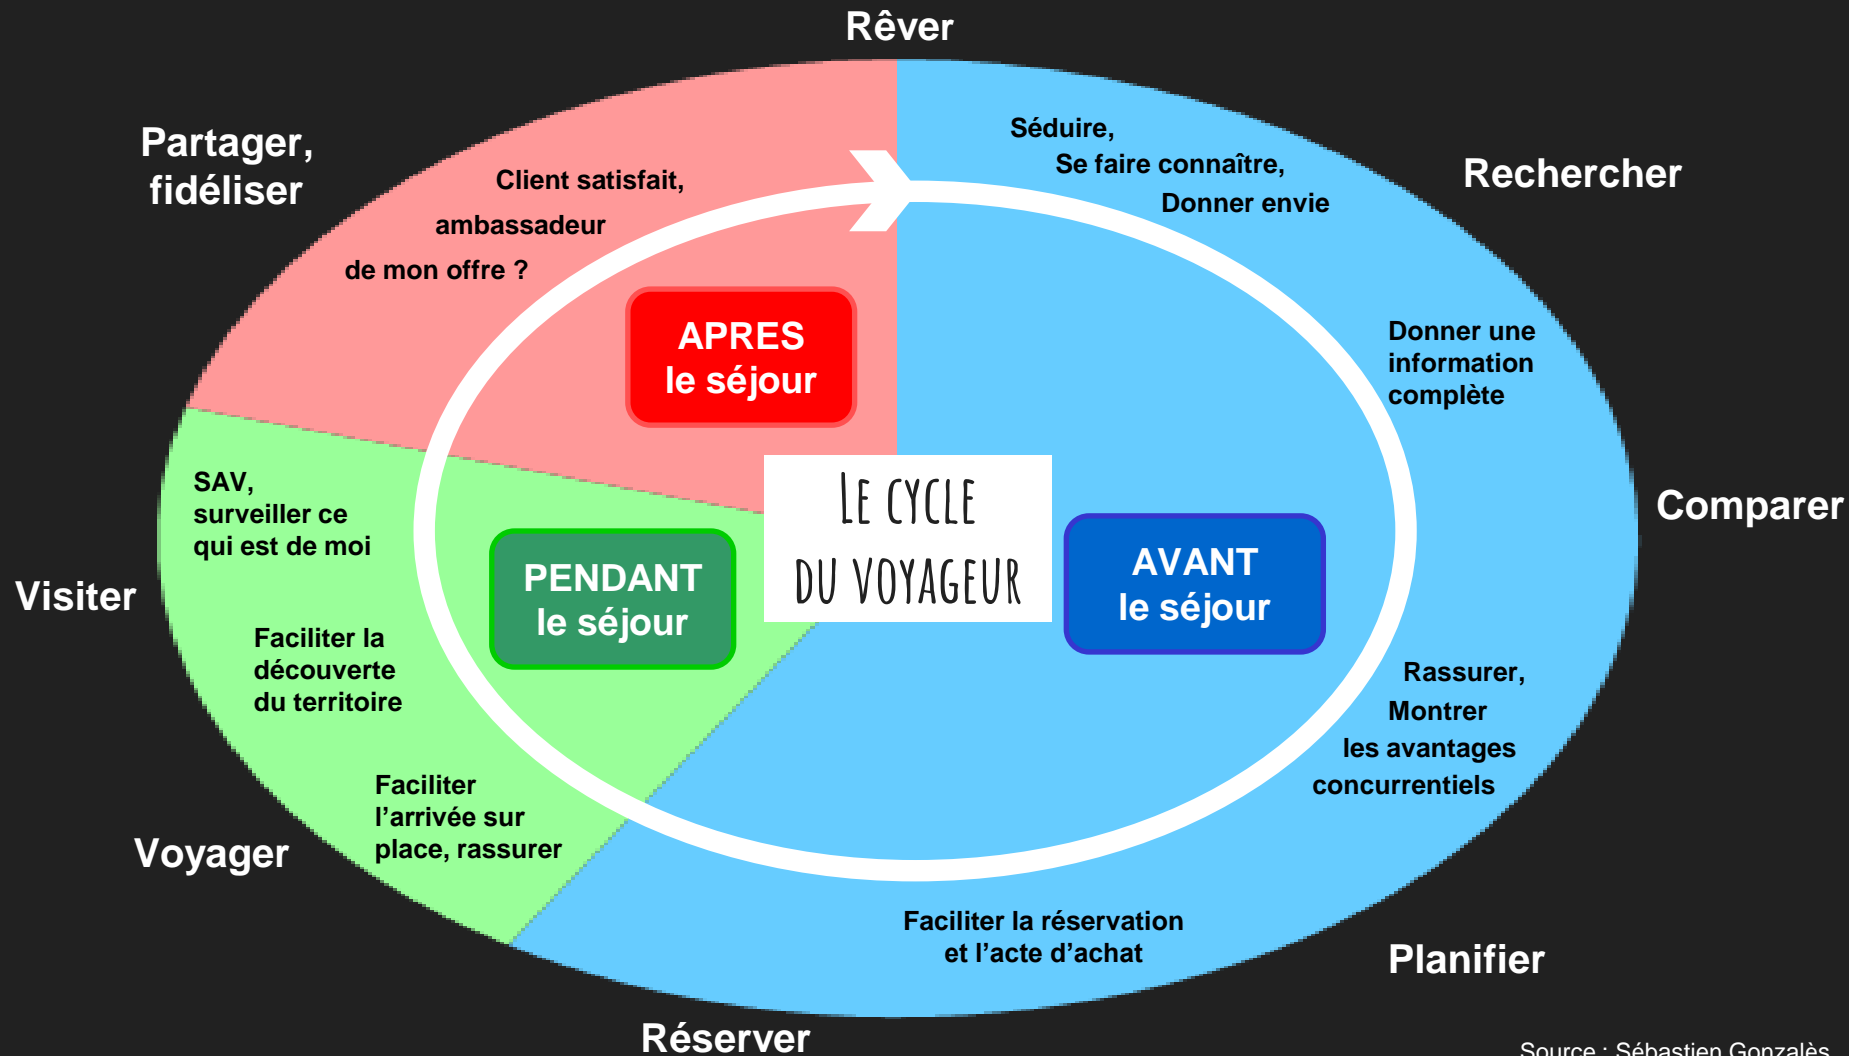 Rêver
Rechercher
Comparer
Planifier
Réserver
Voyager
Visiter
Partager,
fidéliser
Séduire,
Se faire connaître,
Donner envie
Donner une
information
complète
Rassurer,
Montrer
les avantages
concurrentiels
Faciliter la réservation
et l’acte d’achat
Faciliter
l’arrivée sur
place, rassurer
Faciliter la
découverte
du territoire
SAV,
surveiller ce
qui est de moi
Client satisfait,
ambassadeur
de mon offre ?
APRES
le séjour
PENDANT
le séjour
AVANT
le séjour
LE CYCLE
DU VOYAGEUR
Source : Sébastien Gonzalès